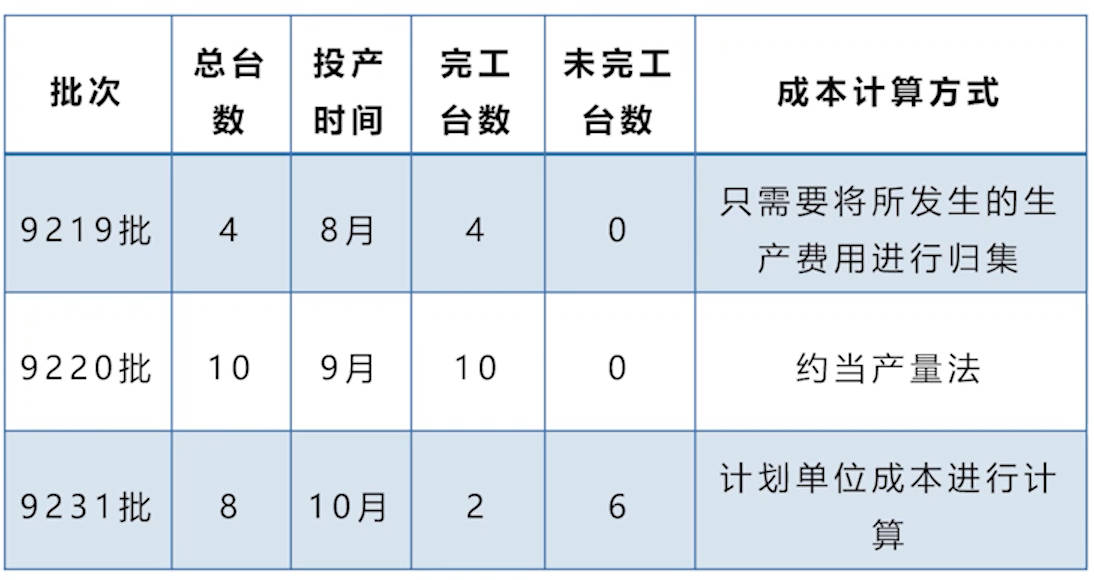 批次 总台数 投产时间 完工台数 未完工台数 成本计算方式
9219批 4 8月 4 0 只需要将所发生的生产费用进行归集
9220批 10 9月 10 0 约当产量法
9231批 8 10月 2 6 计划单位成本进行计算